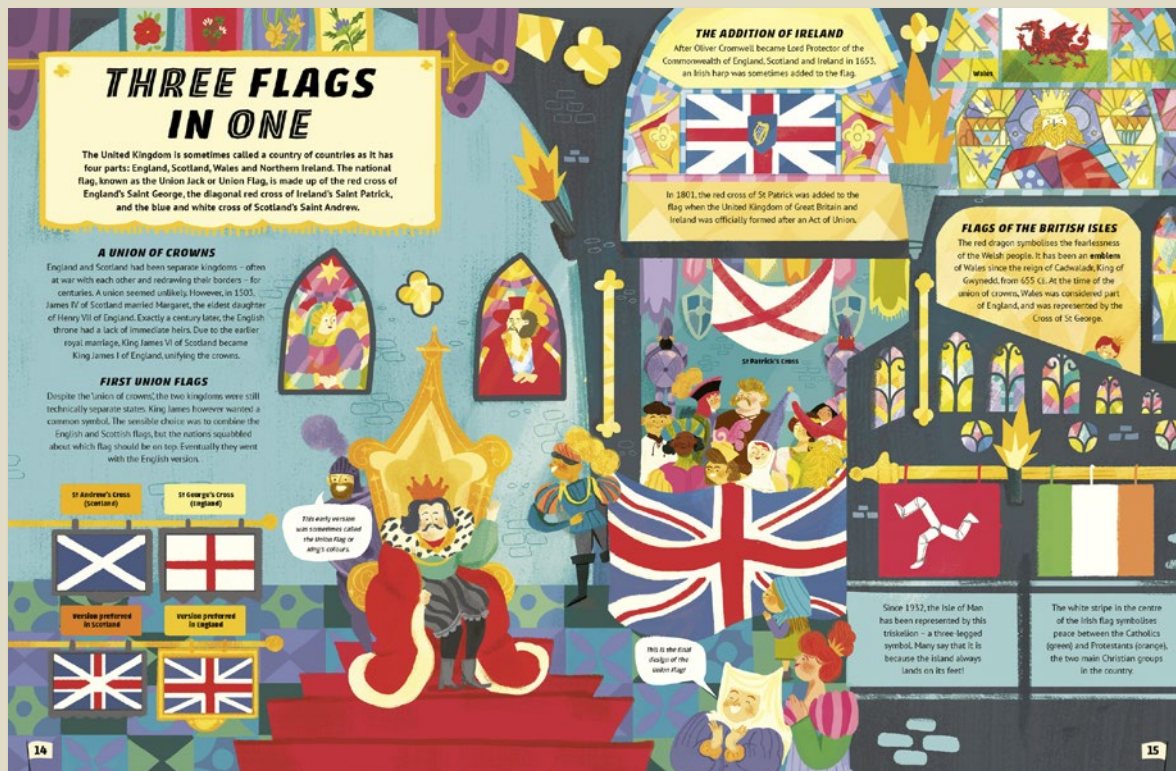 THREE FLAGS
IN ONE
The United Kingdom is sometimes called a country of countries as it has
four parts: England, Scotland, Wales and Northern Ireland. The national
flag, known as the Union Jack or Union Flag, is made up of the red cross of
England's Saint George, the diagonal red cross of Ireland's Saint Patrick,
and the blue and white cross of Scotland's Saint Andrew.
A UNION OF CROWNS
England and Scotland had been separate kingdoms – often
at war with each other and redrawing their borders – for
centuries. A union seemed unlikely. However, in 1503,
James IV of Scotland married Margaret, the eldest daughter
of Henry VII of England. Exactly a century later, the English
throne had a lack of immediate heirs. Due to the earlier
royal marriage, King James VI of Scotland became
King James I of England, unifying the crowns.
FIRST UNION FLAGS
Despite the 'union of crowns', the two kingdoms were still
technically separate states. King James however wanted a
common symbol. The sensible choice was to combine the
English and Scottish flags, but the nations squabbled
about which flag should be on top. Eventually they went
with the English version.
St Andrew's Cross
(Scotland)
St George's Cross
(England)
Version preferred
in Scotland
Version preferred
in England
This early version
was sometimes called
the Union Flag or
king's colours.
14
THE ADDITION OF IRELAND
After Oliver Cromwell became Lord Protector of the
Commonwealth of England, Scotland and Ireland in 1653,
an Irish harp was sometimes added to the flag.
In 1801, the red cross of St Patrick was added to the
flag when the United Kingdom of Great Britain and
Ireland was officially formed after an Act of Union.
St Patrick's Cross
This is the final
design of the
Union Flag!
Wales
FLAGS OF THE BRITISH ISLES
The red dragon symbolises the fearlessness
of the Welsh people. It has been an emblem
of Wales since the reign of Cadwaladr, King of
Gwynedd, from 655 CE. At the time of the
union of crowns, Wales was considered part
of England, and was represented by the
Cross of St George.
Since 1932, the Isle of Man
has been represented by this
triskelion – a three-legged
symbol. Many say that it is
because the island always
lands on its feet!
The white stripe in the centre
of the Irish flag symbolises
peace between the Catholics
(green) and Protestants (orange),
the two main Christian groups
in the country.
15